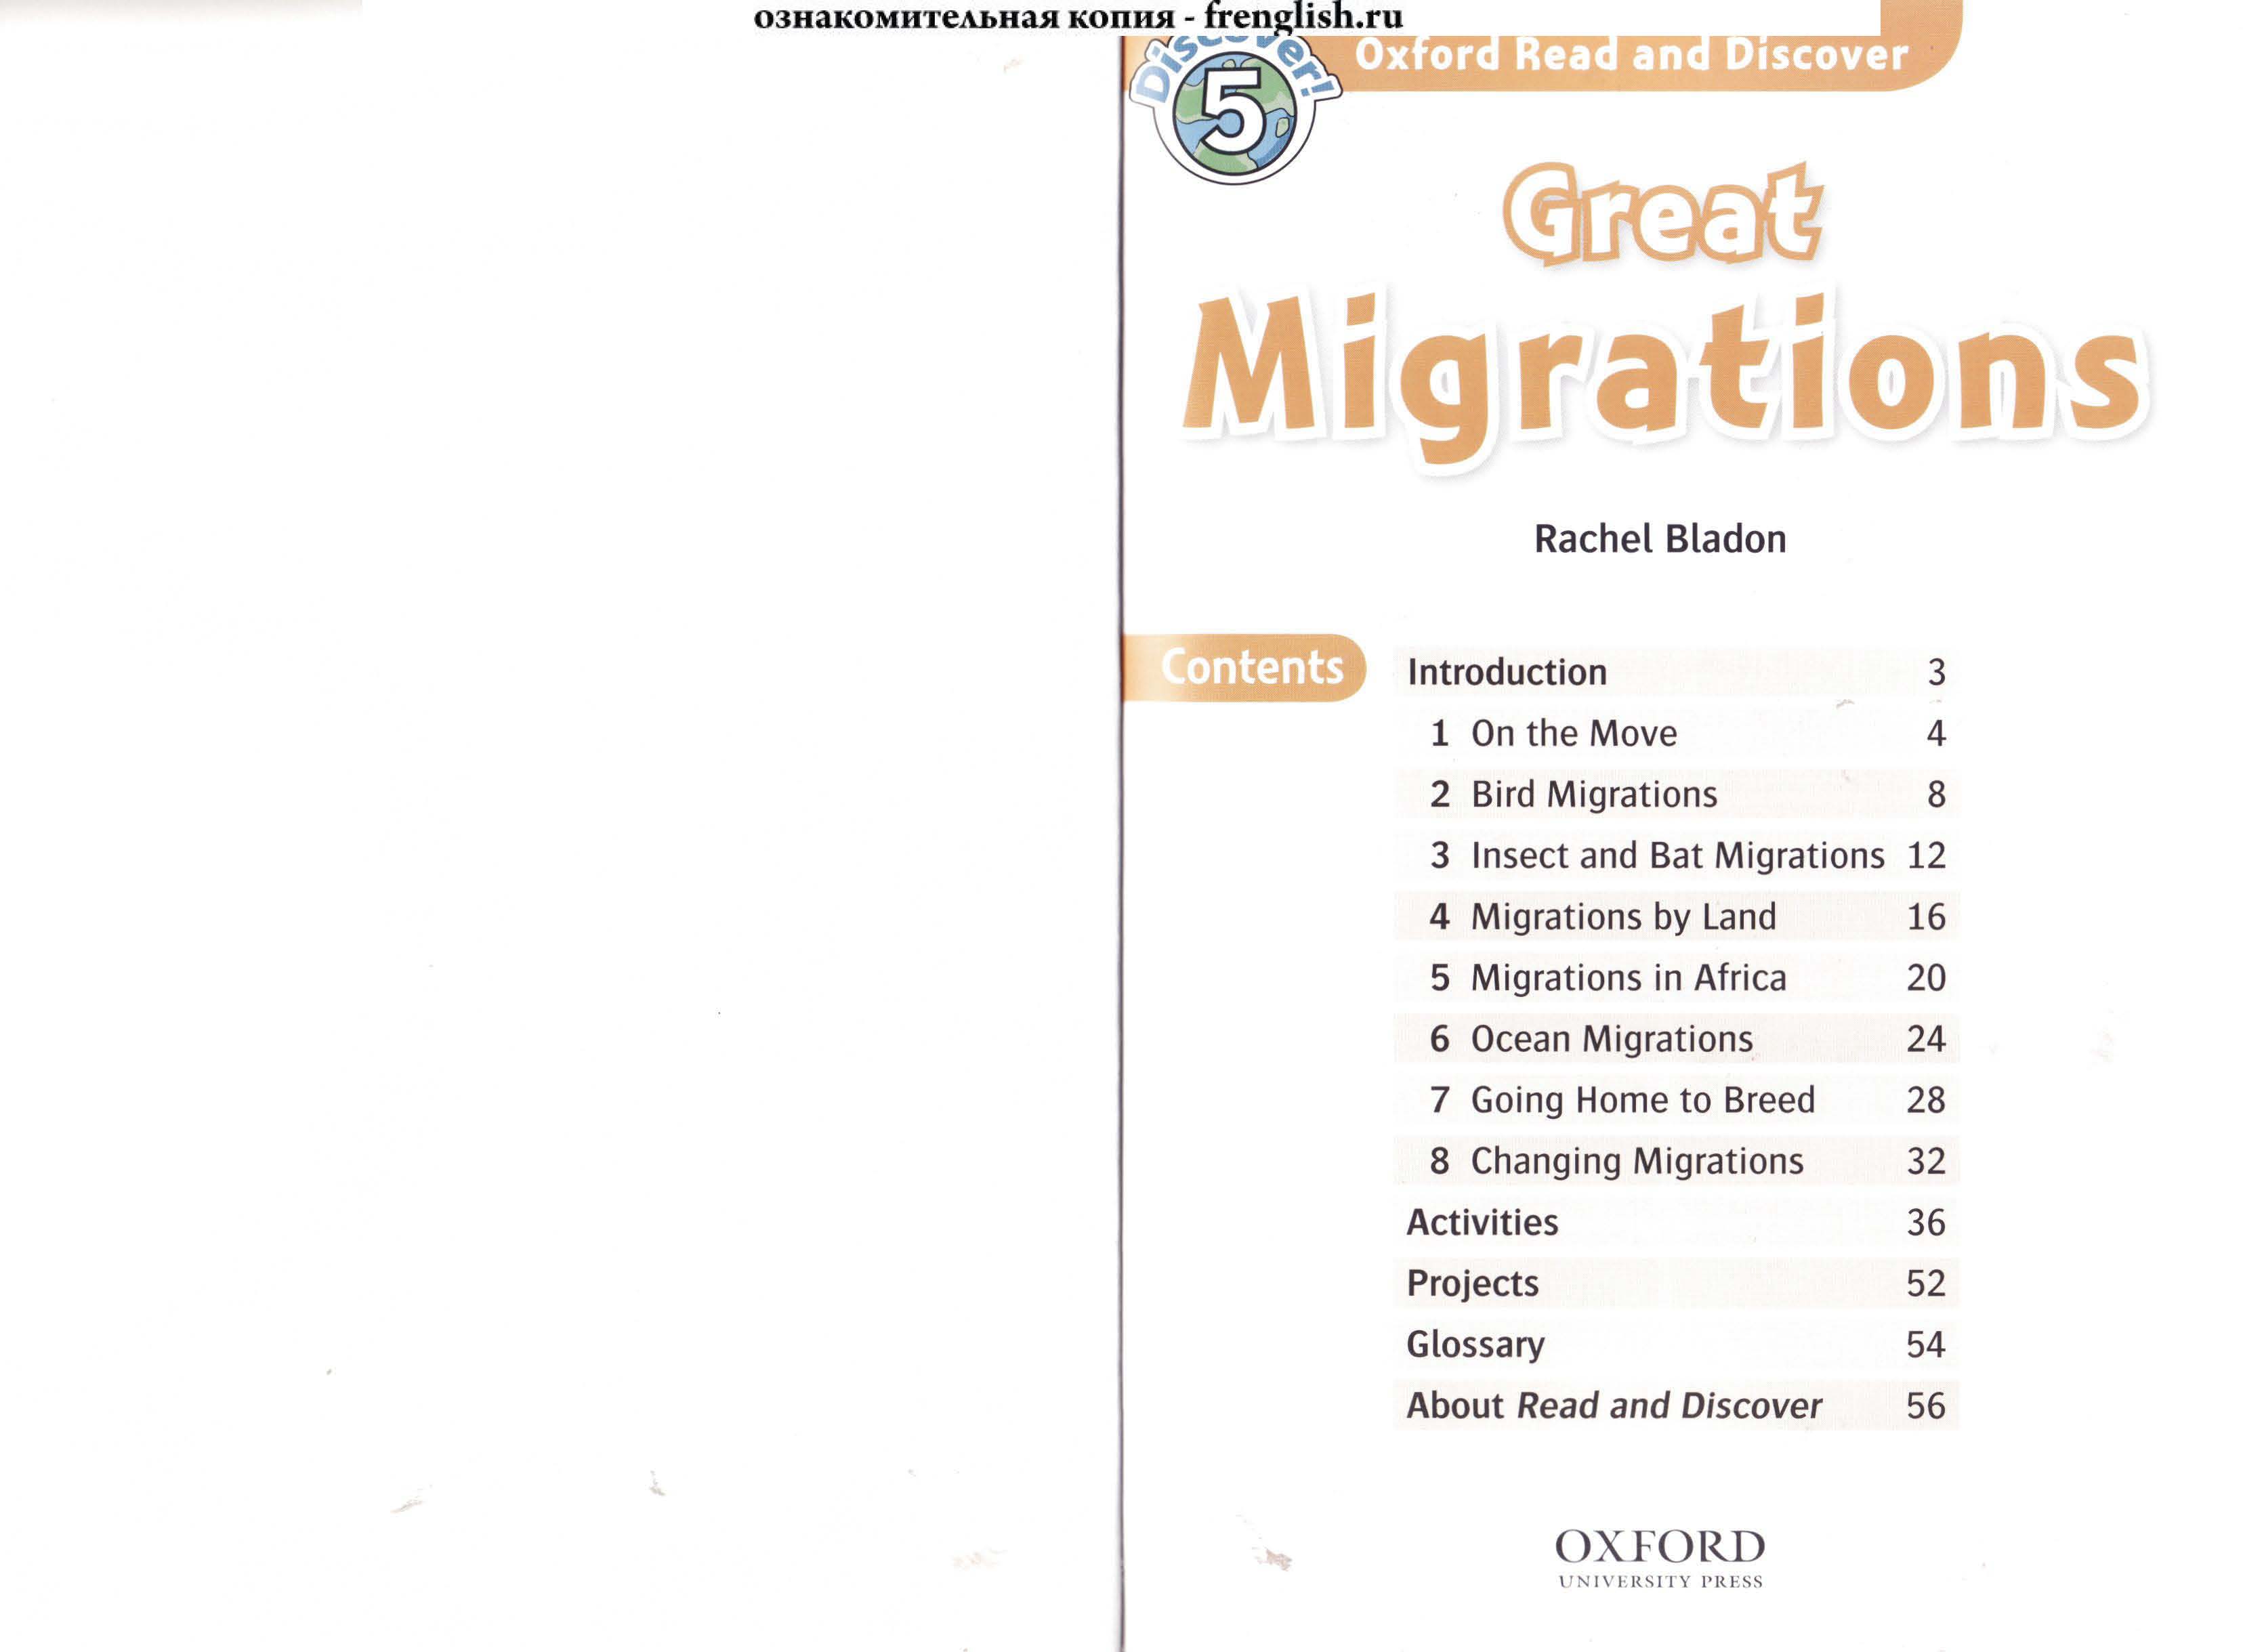 ознакомительная копия - frenglish.ru
Discover!
5
Oxford Read and Discover
Great
Migrations
Rachel Bladon
Contents
Introduction 3
1 On the Move 4
2 Bird Migrations 8
3 Insect and Bat Migrations 12
4 Migrations by Land 16
5 Migrations in Africa 20
6 Ocean Migrations 24
7 Going Home to Breed 28
8 Changing Migrations 32
Activities 36
Projects 52
Glossary 54
About Read and Discover 56
OXFORD
UNIVERSITY PRESS